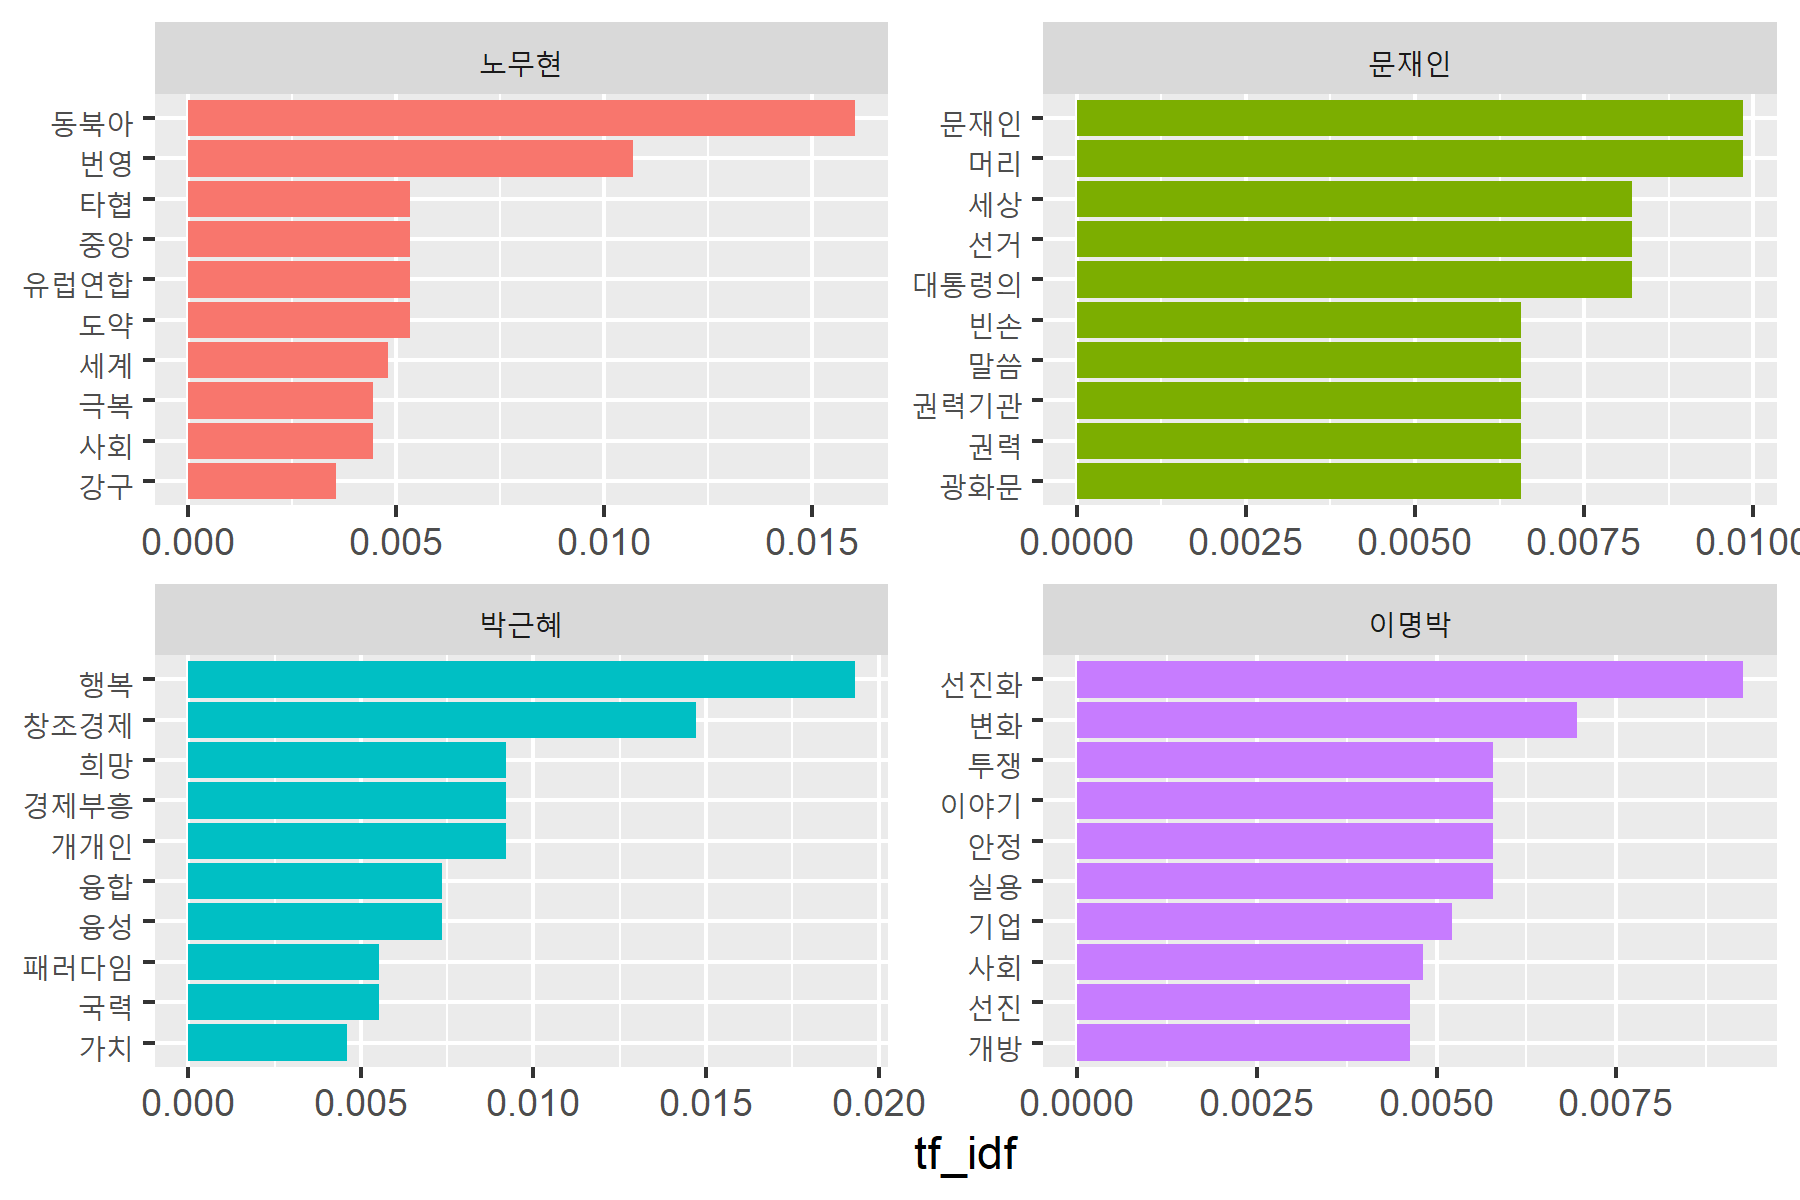 노무현
동북아
번영
타협
중앙
유럽연합
도약
세계
극복
사회
강구
0.000 0.005 0.010 0.015
문재인
문재인
머리
세상
선거
대통령의
빈손
말씀
권력기관
권력
광화문
0.0000 0.0025 0.0050 0.0075 0.0100
박근혜
행복
창조경제
희망
경제부흥
개개인
융합
융성
패러다임
국력
가치
0.000 0.005 0.010 0.015 0.020
이명박
선진화
변화
투쟁
이야기
안정
실용
기업
사회
선진
개방
0.0000 0.0025 0.0050 0.0075
tf_idf